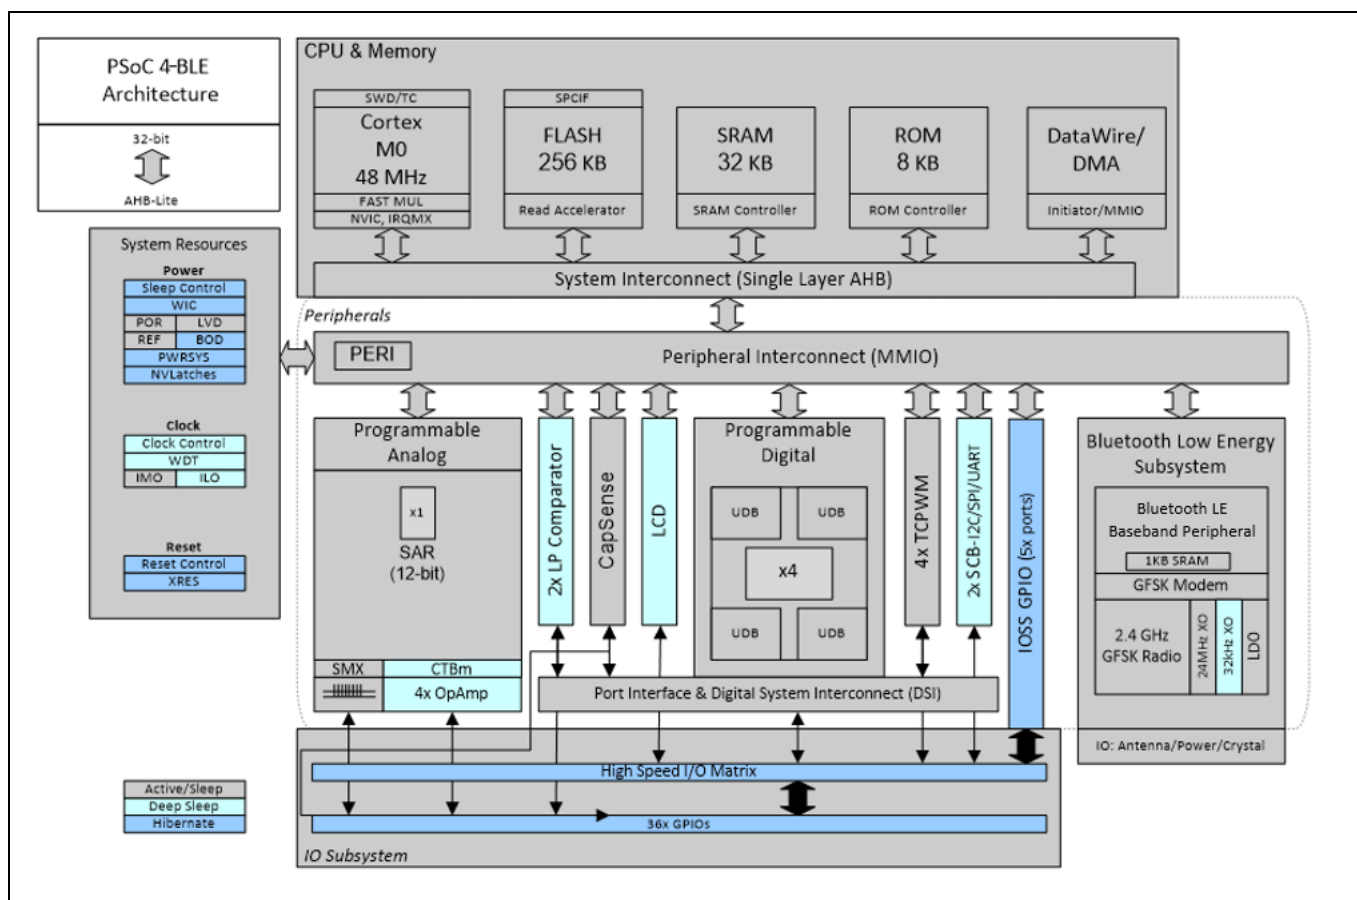 PSoC 4-BLE
Architecture
32-bit
AHB-Lite
CPU & Memory
SWD/TC
Cortex
M0
48 MHz
FAST MUL
NVIC, IRQMX
SPCIF
FLASH
256 KB
Read Accelerator
SRAM
32 KB
SRAM Controller
ROM
8 KB
ROM Controller
DataWire/
DMA
Initiator/MMIO
System Interconnect (Single Layer AHB)
System Resources
Power
Sleep Control
WIC
POR LVD
REF BOD
PWRSYS
NVLatches
Clock
Clock Control
WDT
IMO ILO
Reset
Reset Control
XRES
Peripherals
PERI
Peripheral Interconnect (MMIO)
Programmable
Analog
x1
SAR
(12-bit)
SMX
CTBm
4x OpAmp
2x LP Comparator
CapSense
LCD
Programmable
Digital
UDB UDB
x4
UDB UDB
4x TCPWM
2x SCB-I2C/SPI/UART
IOSS GPIO (5x ports)
Bluetooth Low Energy
Subsystem
Bluetooth LE
Baseband Peripheral
1KB SRAM
GFSK Modem
2.4 GHz
GFSK Radio
24MHz XO
32kHz XO
LDO
IO: Antenna/Power/Crystal
Port Interface & Digital System Interconnect (DSI)
High Speed I/O Matrix
36x GPIOs
IO Subsystem
Active/Sleep
Deep Sleep
Hibernate